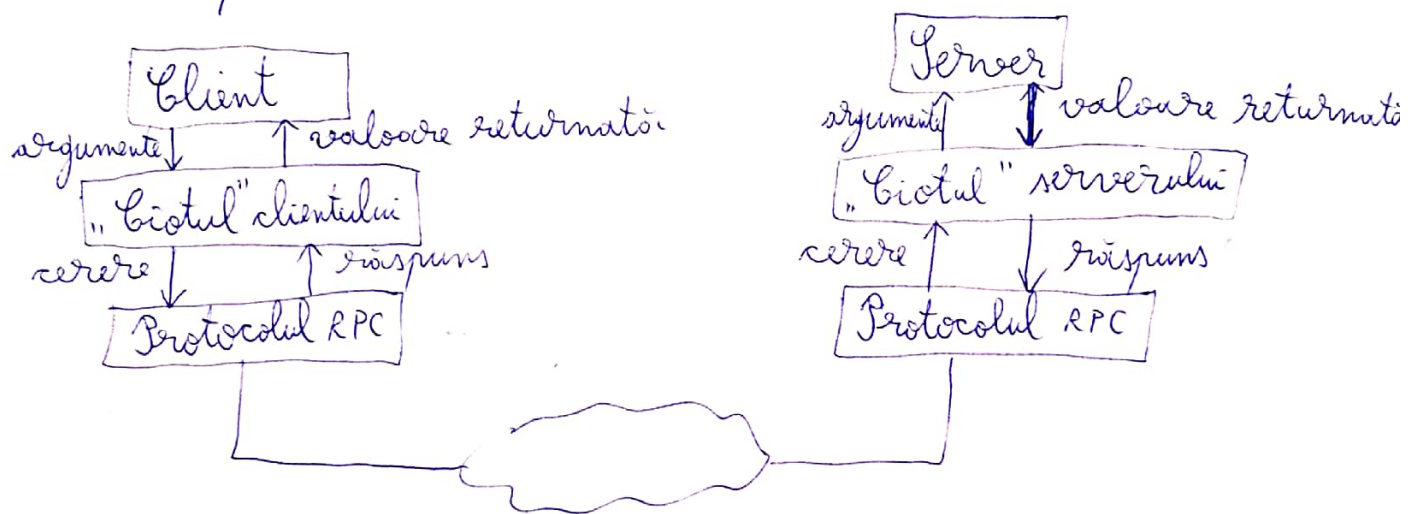 Client
argumente
valoare returnată
„Ciotul" clientului
cerere
răspuns
Protocolul RPC
Server
argumente
valoare returnată
„Ciotul" serverului
cerere
răspuns
Protocolul RPC